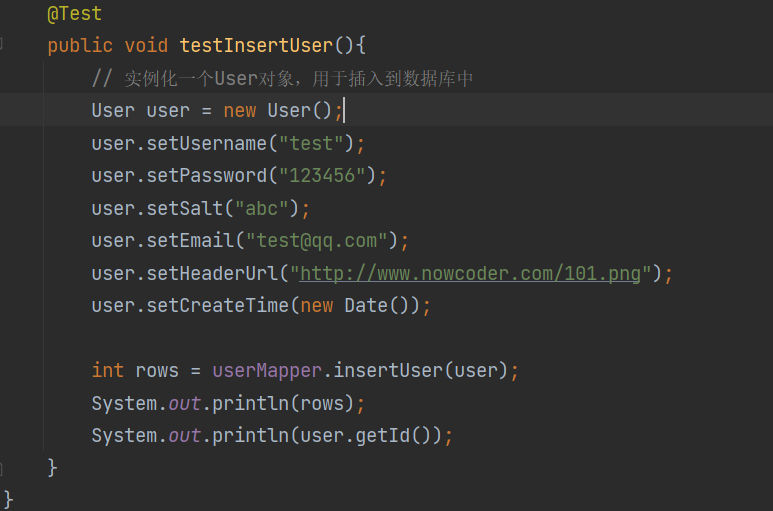 @Test
public void testInsertUser(){
// 实例化一个User对象，用于插入到数据库中
User user = new User();
user.setUsername("test");
user.setPassword("123456");
user.setSalt("abc");
user.setEmail("test@qq.com");
user.setHeaderUrl("http://www.nowcoder.com/101.png");
user.setCreateTime(new Date());
int rows = userMapper.insertUser(user);
System.out.println(rows);
System.out.println(user.getId());
}
}